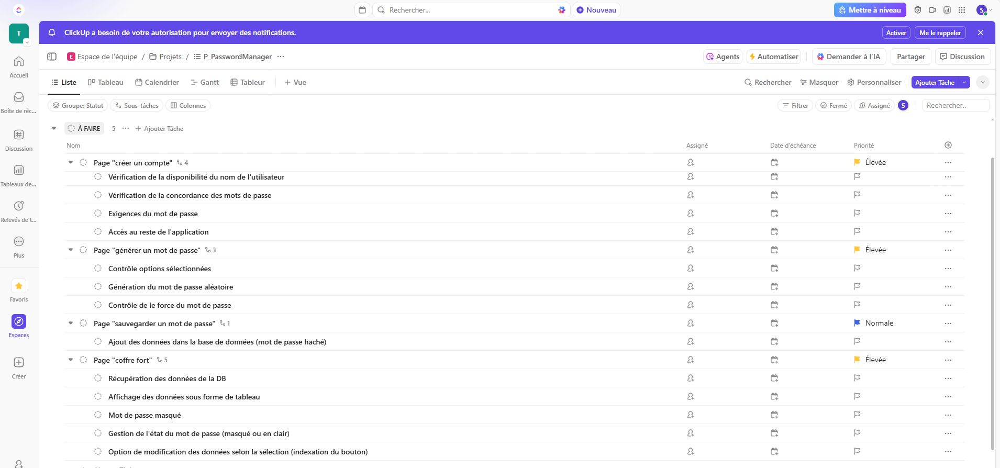 Rechercher...
Nouveau
Mettre à niveau
S
T
ClickUp a besoin de votre autorisation pour envoyer des notifications.
Activer
Me le rappeler
E Espace de l'équipe / Projets / P_PasswordManager ...
Agents
Automatiser
Demander à l'IA
Partager
Discussion
Accueil
Boîte de réc...
Discussion
Tableaux de...
Relevés de t...
Plus
Favoris
Espaces
Créer
Liste
Tableau
Calendrier
Gantt
Tableur
+ Vue
Rechercher
Masquer
Personnaliser
Ajouter Tâche
Groupe: Statut
Sous-tâches
Colonnes
Filtrer
Fermé
Assigné
S
Rechercher..
À FAIRE 5 ... + Ajouter Tâche
Nom Assigné Date d'échéance Priorité
Page "créer un compte" 4 Élevée
Vérification de la disponibilité du nom de l'utilisateur
Vérification de la concordance des mots de passe
Exigences du mot de passe
Accès au reste de l'application
Page "générer un mot de passe" 3 Élevée
Contrôle options sélectionnées
Génération du mot de passe aléatoire
Contrôle de le force du mot de passe
Page "sauvegarder un mot de passe" 1 Normale
Ajout des données dans la base de données (mot de passe haché)
Page "coffre fort" 5 Élevée
Récupération des données de la DB
Affichage des données sous forme de tableau
Mot de passe masqué
Gestion de l'état du mot de passe (masqué ou en clair)
Option de modification des données selon la sélection (indexation du bouton)